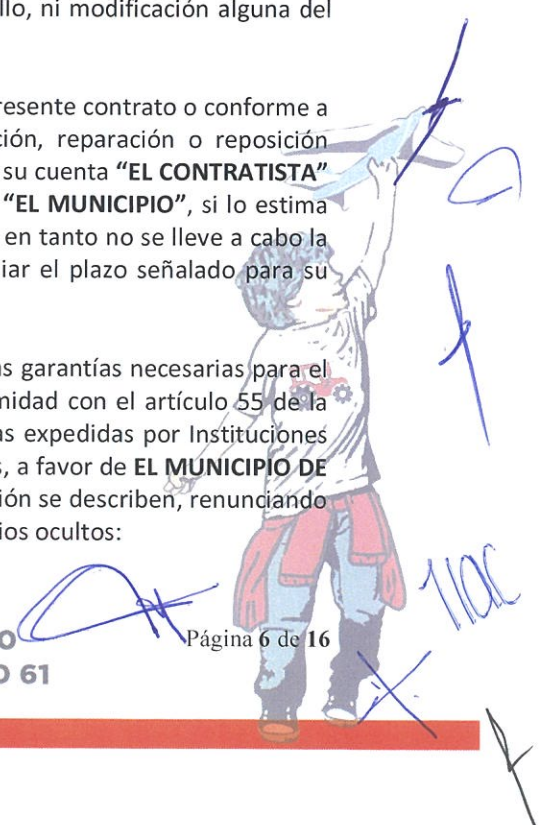 llo, ni modificación alguna del
resente contrato o conforme a
ción, reparación o reposición
su cuenta “EL CONTRATISTA”
“EL MUNICIPIO”, si lo estima
en tanto no se lleve a cabo la
iar el plazo señalado para su
as garantías necesarias para el
midad con el artículo 55 de la
as expedidas por Instituciones
s, a favor de EL MUNICIPIO DE
ción se describen, renunciando
ios ocultos:
O
Página 6 de 16
O 61